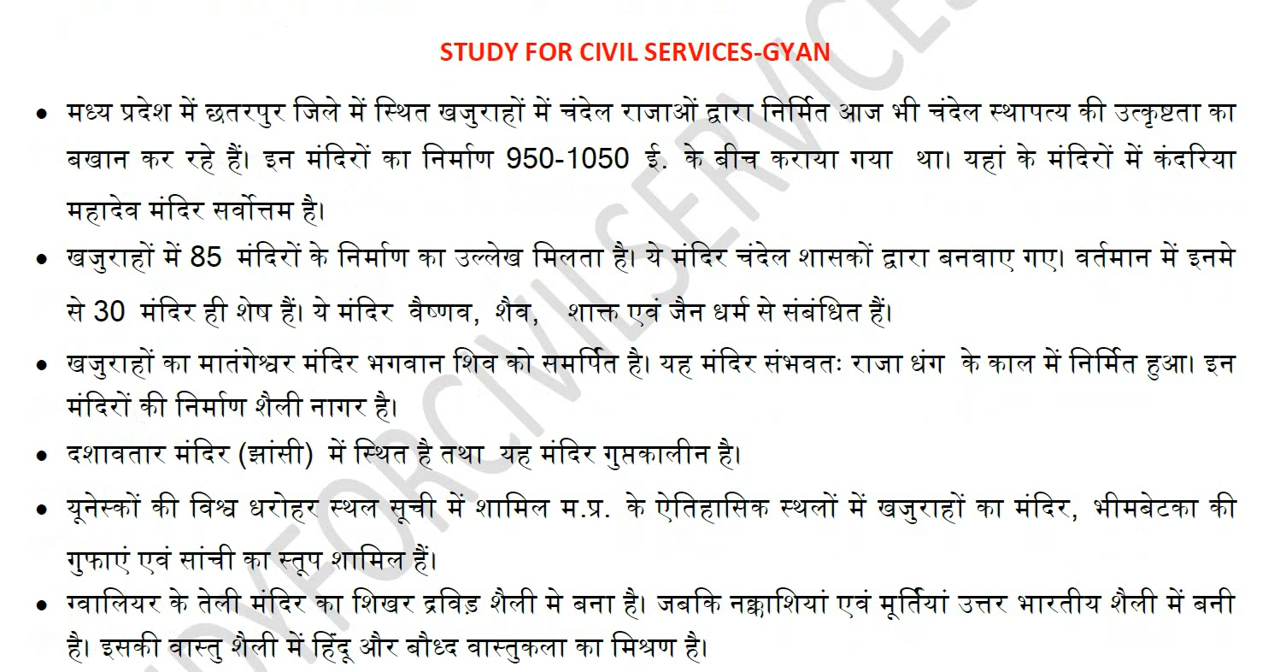 STUDY FOR CIVIL SERVICES-GYAN
• मध्य प्रदेश में छतरपुर जिले में स्थित खजुराहों में चंदेल राजाओं द्वारा निर्मित आज भी चंदेल स्थापत्य की उत्कृष्टता का
बखान कर रहे हैं। इन मंदिरों का निर्माण 950-1050 ई. के बीच कराया गया था। यहां के मंदिरों में कंदरिया
महादेव मंदिर सर्वोत्तम है।
• खजुराहों में 85 मंदिरों के निर्माण का उल्लेख मिलता है। ये मंदिर चंदेल शासकों द्वारा बनवाए गए। वर्तमान में इनमे
से 30 मंदिर ही शेष हैं। ये मंदिर वैष्णव, शैव, शाक्त एवं जैन धर्म से संबंधित हैं।
• खजुराहों का मातंगेश्वर मंदिर भगवान शिव को समर्पित है। यह मंदिर संभवतः राजा धंग के काल में निर्मित हुआ। इन
मंदिरों की निर्माण शैली नागर है।
• दशावतार मंदिर (झांसी) में स्थित है तथा यह मंदिर गुप्तकालीन है।
• यूनेस्कों की विश्व धरोहर स्थल सूची में शामिल म.प्र. के ऐतिहासिक स्थलों में खजुराहों का मंदिर, भीमबेटका की
गुफाएं एवं सांची का स्तूप शामिल हैं।
• ग्वालियर के तेली मंदिर का शिखर द्रविड़ शैली मे बना है। जबकि नक्काशियां एवं मूर्तियां उत्तर भारतीय शैली में बनी
है। इसकी वास्तु शैली में हिंदू और बौध्द वास्तुकला का मिश्रण है।
STUDYFORCIVILSERVICES